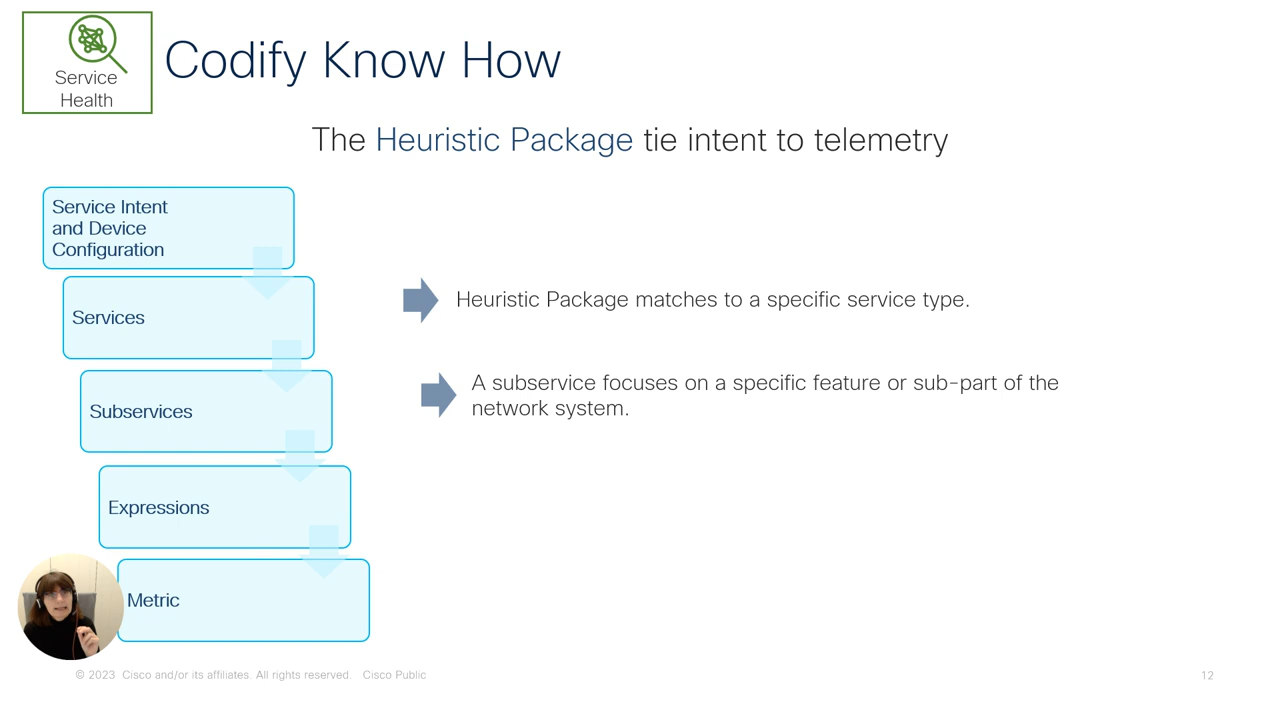 Service
Health
Codify Know How
The Heuristic Package tie intent to telemetry
Service Intent
and Device
Configuration
Services
Heuristic Package matches to a specific service type.
Subservices
A subservice focuses on a specific feature or sub-part of the
network system.
Expressions
Metric
© 2023 Cisco and/or its affiliates. All rights reserved. Cisco Public
12